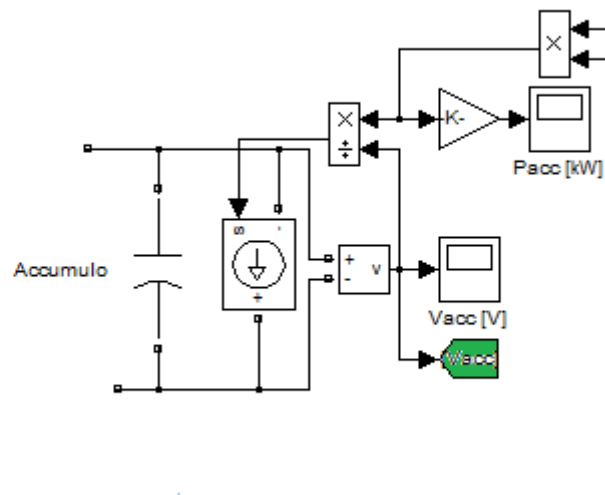 ×
×
÷
K-
Pacc [kW]
s
-
+
Accumulo
+
-
v
Vacc [V]
[Vacc]